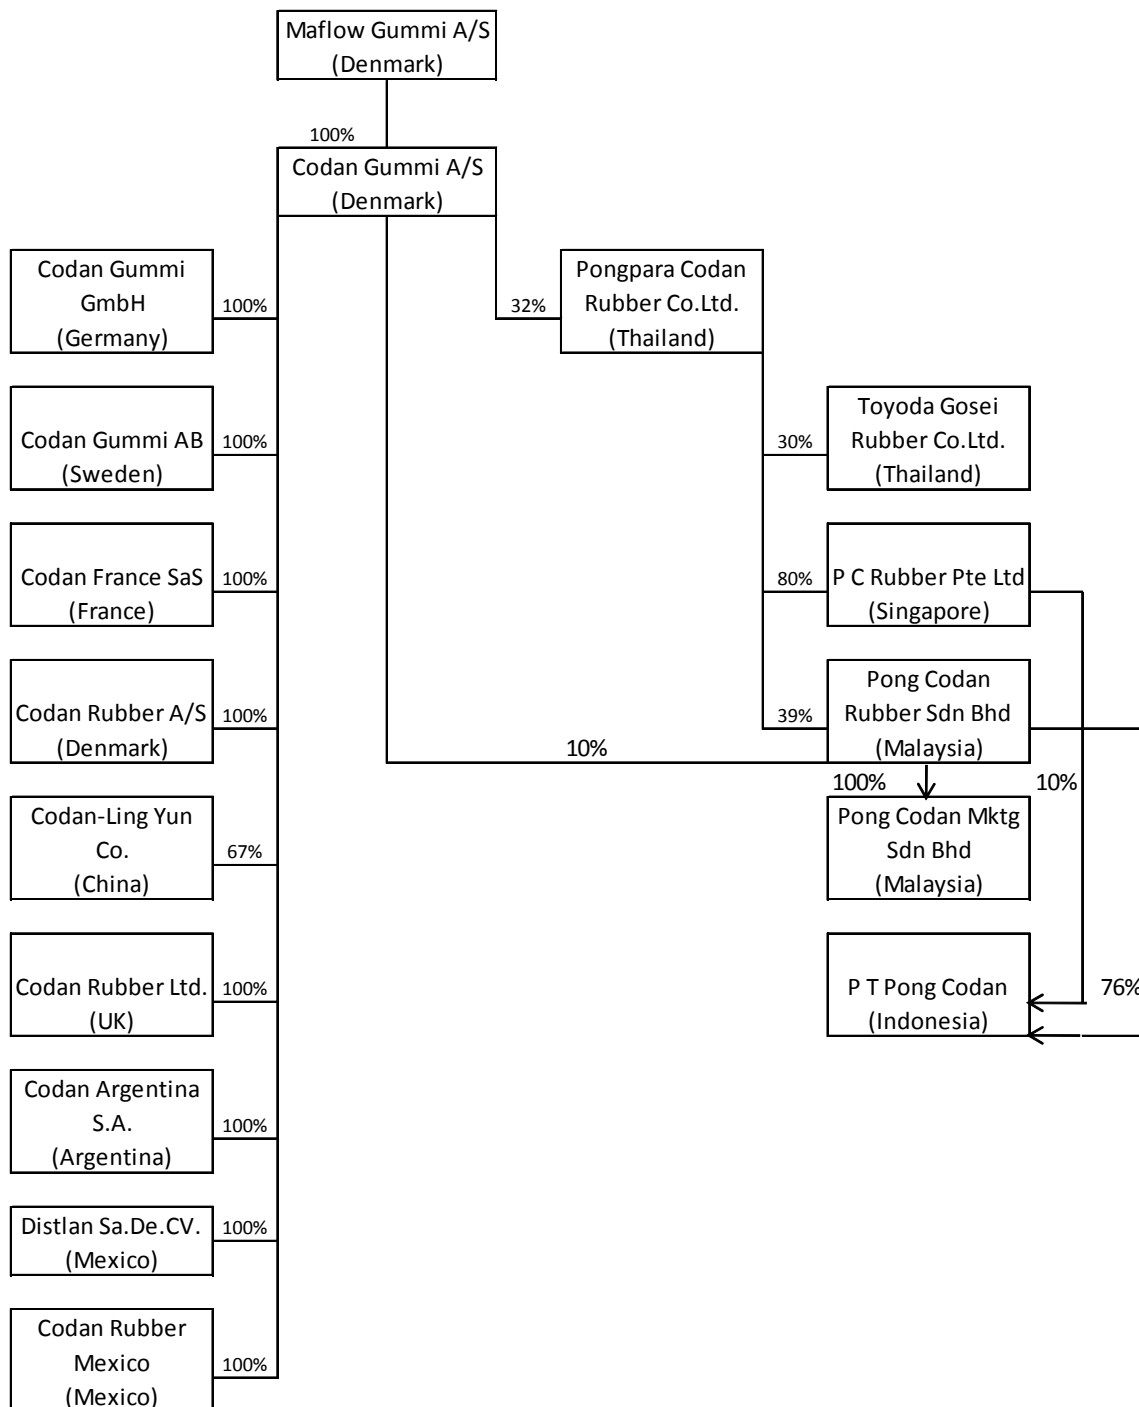 Maflow Gummi A/S
(Denmark)
100%
Codan Gummi A/S
(Denmark)
Codan Gummi
GmbH
(Germany)
100%
32%
Pongpara Codan
Rubber Co.Ltd.
(Thailand)
Codan Gummi AB
(Sweden)
100%
30%
Toyoda Gosei
Rubber Co.Ltd.
(Thailand)
Codan France SaS
(France)
100%
80%
P C Rubber Pte Ltd
(Singapore)
Codan Rubber A/S
(Denmark)
100%
39%
Pong Codan
Rubber Sdn Bhd
(Malaysia)
10%
100%
10%
Codan-Ling Yun
Co.
(China)
67%
Pong Codan Mktg
Sdn Bhd
(Malaysia)
Codan Rubber Ltd.
(UK)
100%
P T Pong Codan
(Indonesia)
76%
Codan Argentina
S.A.
(Argentina)
100%
Distlan Sa.De.CV.
(Mexico)
100%
Codan Rubber
Mexico
(Mexico)
100%